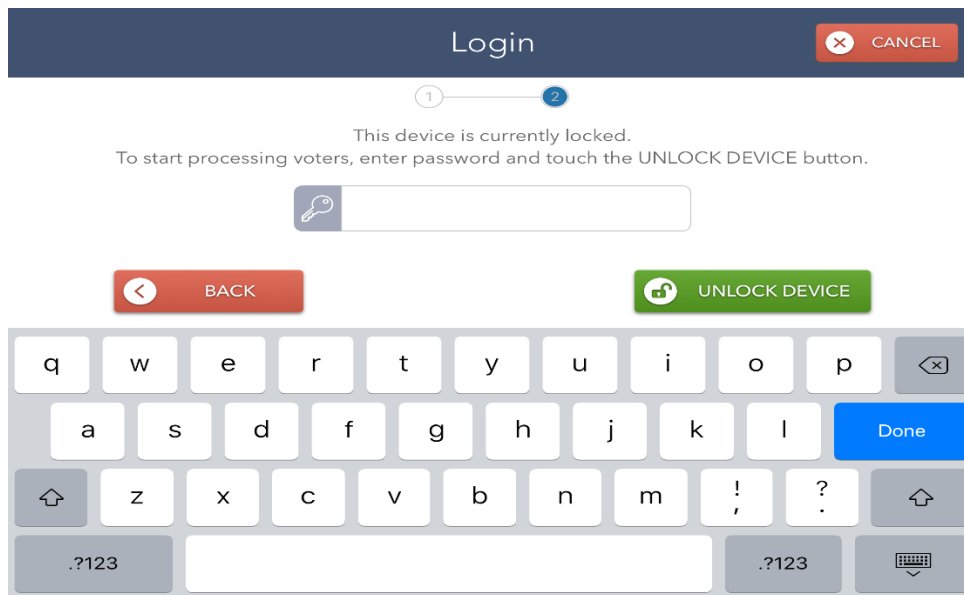 Login
CANCEL
1 2
This device is currently locked.
To start processing voters, enter password and touch the UNLOCK DEVICE button.
BACK
UNLOCK DEVICE
q w e r t y u i o p
a s d f g h j k l Done
z x c v b n m ! , ? .
.?123 .?123